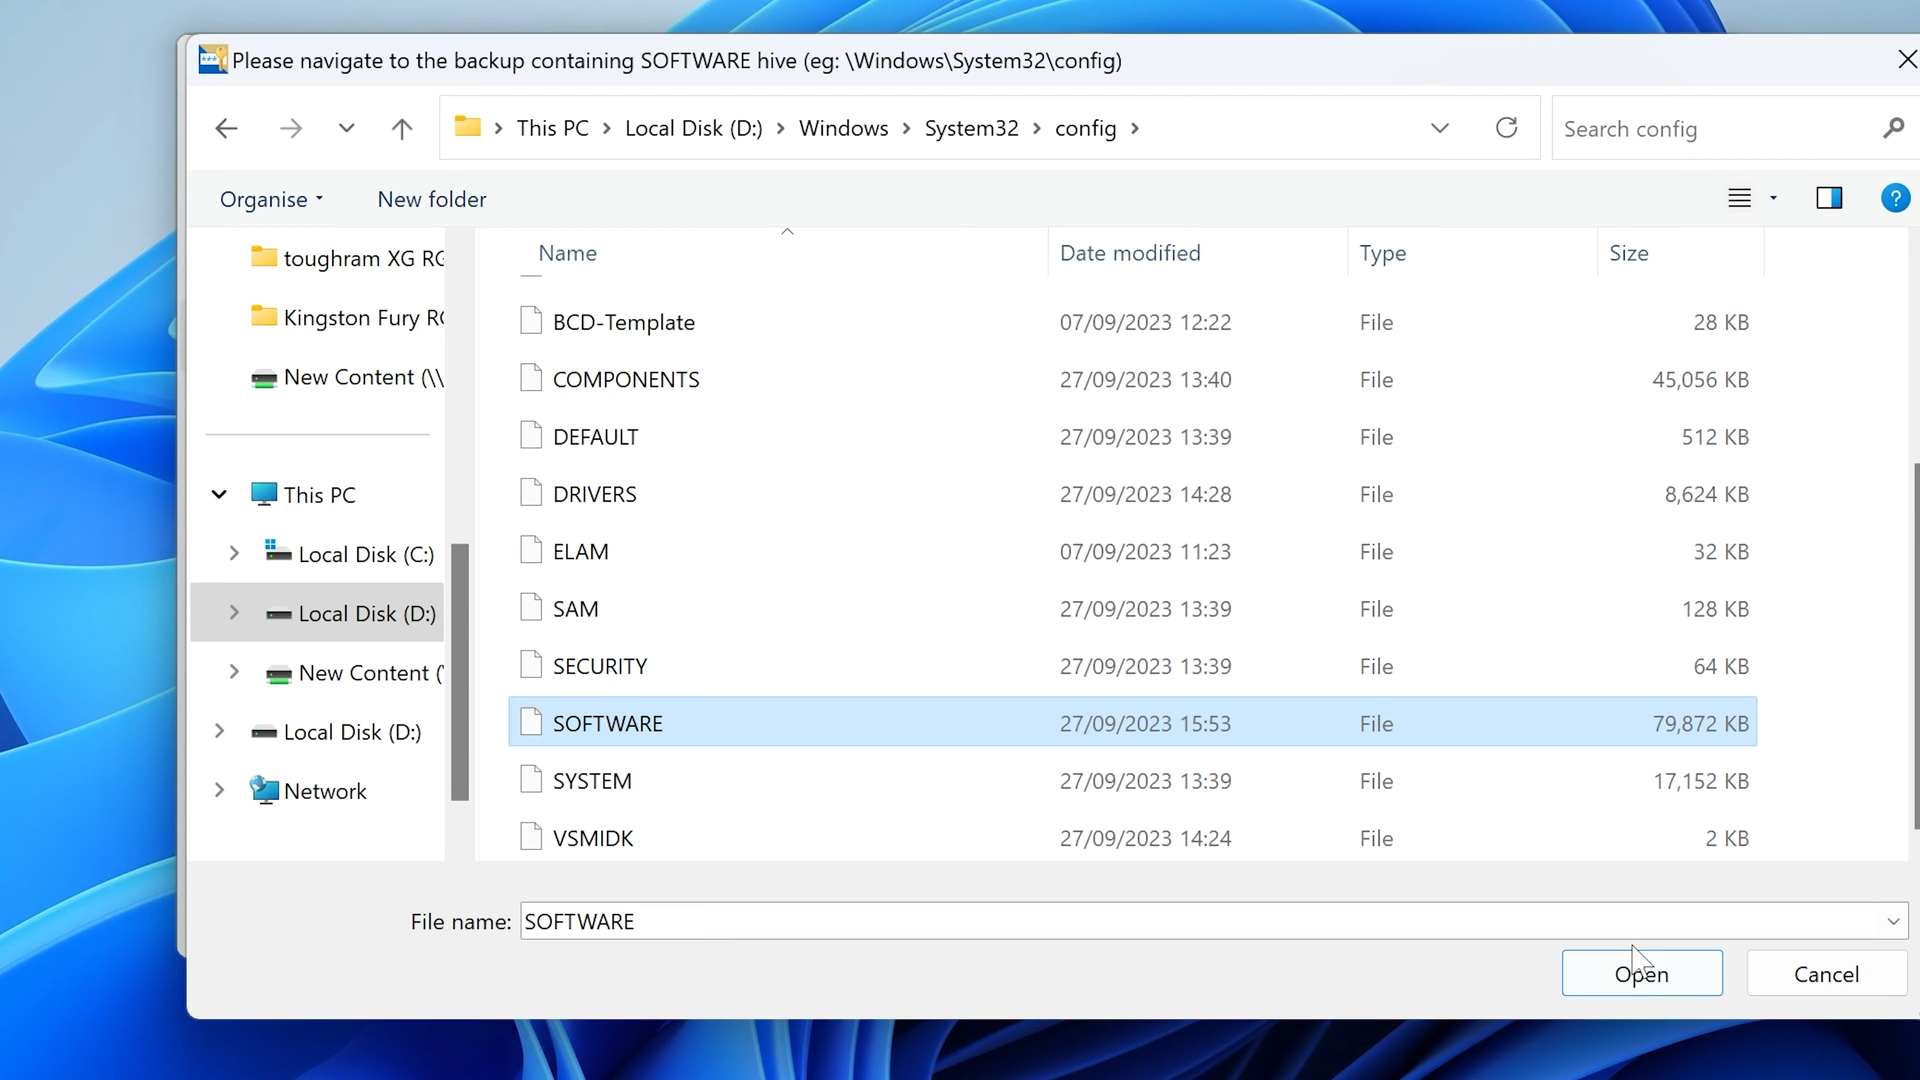 Please navigate to the backup containing SOFTWARE hive (eg: \Windows\System32\config)
This PC > Local Disk (D:) > Windows > System32 > config >
Search config
Organise
New folder
toughram XG RG
Kingston Fury RG
New Content (\\
This PC
Local Disk (C:)
Local Disk (D:)
New Content (
Local Disk (D:)
Network
Name Date modified Type Size
BCD-Template 07/09/2023 12:22 File 28 KB
COMPONENTS 27/09/2023 13:40 File 45,056 KB
DEFAULT 27/09/2023 13:39 File 512 KB
DRIVERS 27/09/2023 14:28 File 8,624 KB
ELAM 07/09/2023 11:23 File 32 KB
SAM 27/09/2023 13:39 File 128 KB
SECURITY 27/09/2023 13:39 File 64 KB
SOFTWARE 27/09/2023 15:53 File 79,872 KB
SYSTEM 27/09/2023 13:39 File 17,152 KB
VSMIDK 27/09/2023 14:24 File 2 KB
File name: SOFTWARE
Open
Cancel